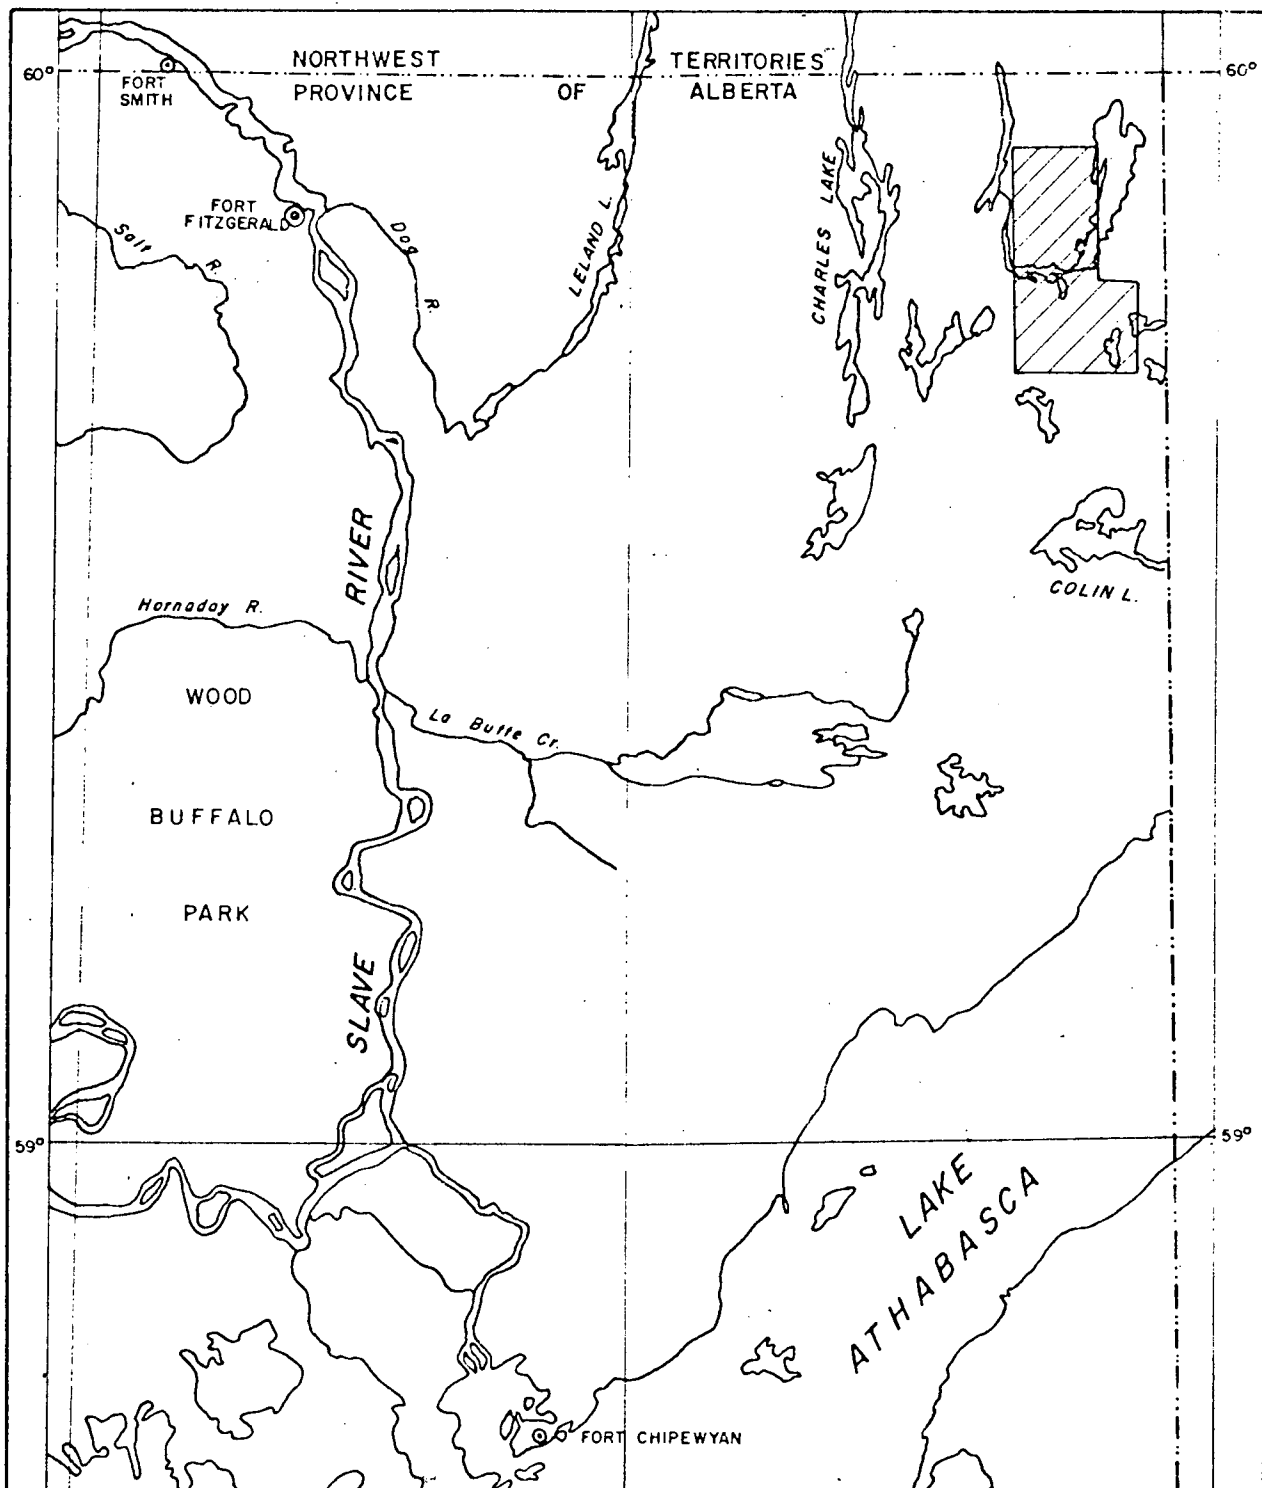 NORTHWEST TERRITORIES
60° 60°
PROVINCE OF ALBERTA
FORT
SMITH
FORT
FITZGERALD
Salt R.
Dog R.
LELAND L.
CHARLES LAKE
COLIN L.
RIVER
Hornaday R.
WOOD
La Butte Cr.
BUFFALO
PARK
SLAVE
59° 59°
LAKE
ATHABASCA
FORT CHIPEWYAN